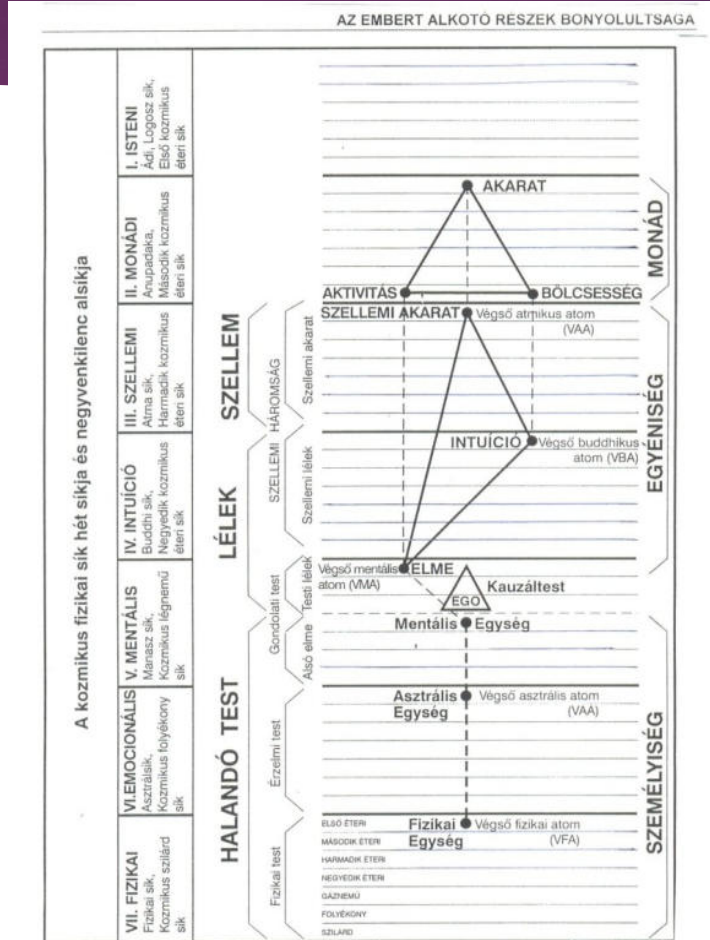 AZ EMBERT ALKOTÓ RÉSZEK BONYOLULTSÁGA
A kozmikus fizikai sík hét síkja és negyvenkilenc alsíkja
I. ISTENI
Ádi, Logosz sík,
Első kozmikus
éteri sík
II. MONÁDI
Anupadaka,
Második kozmikus
éteri sík
III. SZELLEMI
Atma sík,
Harmadik kozmikus
éteri sík
IV. INTUÍCIÓ
Buddhi sík,
Negyedik kozmikus
éteri sík
V. MENTÁLIS
Manasz sík,
Kozmikus légnemű
sík
VI.EMOCIONÁLIS
Asztrálsík,
Kozmikus folyékony
sík
VII. FIZIKAI
Fizikai sík,
Kozmikus szilárd
sík
SZELLEM
LÉLEK
HALANDÓ TEST
SZELLEMI HÁROMSÁG
Gondolati test
Érzelmi test
Fizikai test
Szellemi akarat
Szellemi lélek
Testi lélek
Alsó elme
AKARAT
AKTIVITÁS
BÖLCSESSÉG
SZELLEMI AKARAT
Végső atmikus atom
(VAA)
INTUÍCIÓ
Végső buddhikus
atom (VBA)
Végső mentális
atom (VMA)
ELME
Kauzáltest
EGO
Mentális Egység
Asztrális
Egység
Végső asztrális atom
(VAA)
Fizikai
Egység
Végső fizikai atom
(VFA)
ELSŐ ÉTERI
MÁSODIK ÉTERI
HARMADIK ÉTERI
NEGYEDIK ÉTERI
GÁZNEMŰ
FOLYÉKONY
SZILÁRD
MONÁD
EGYÉNISÉG
SZEMÉLYISÉG